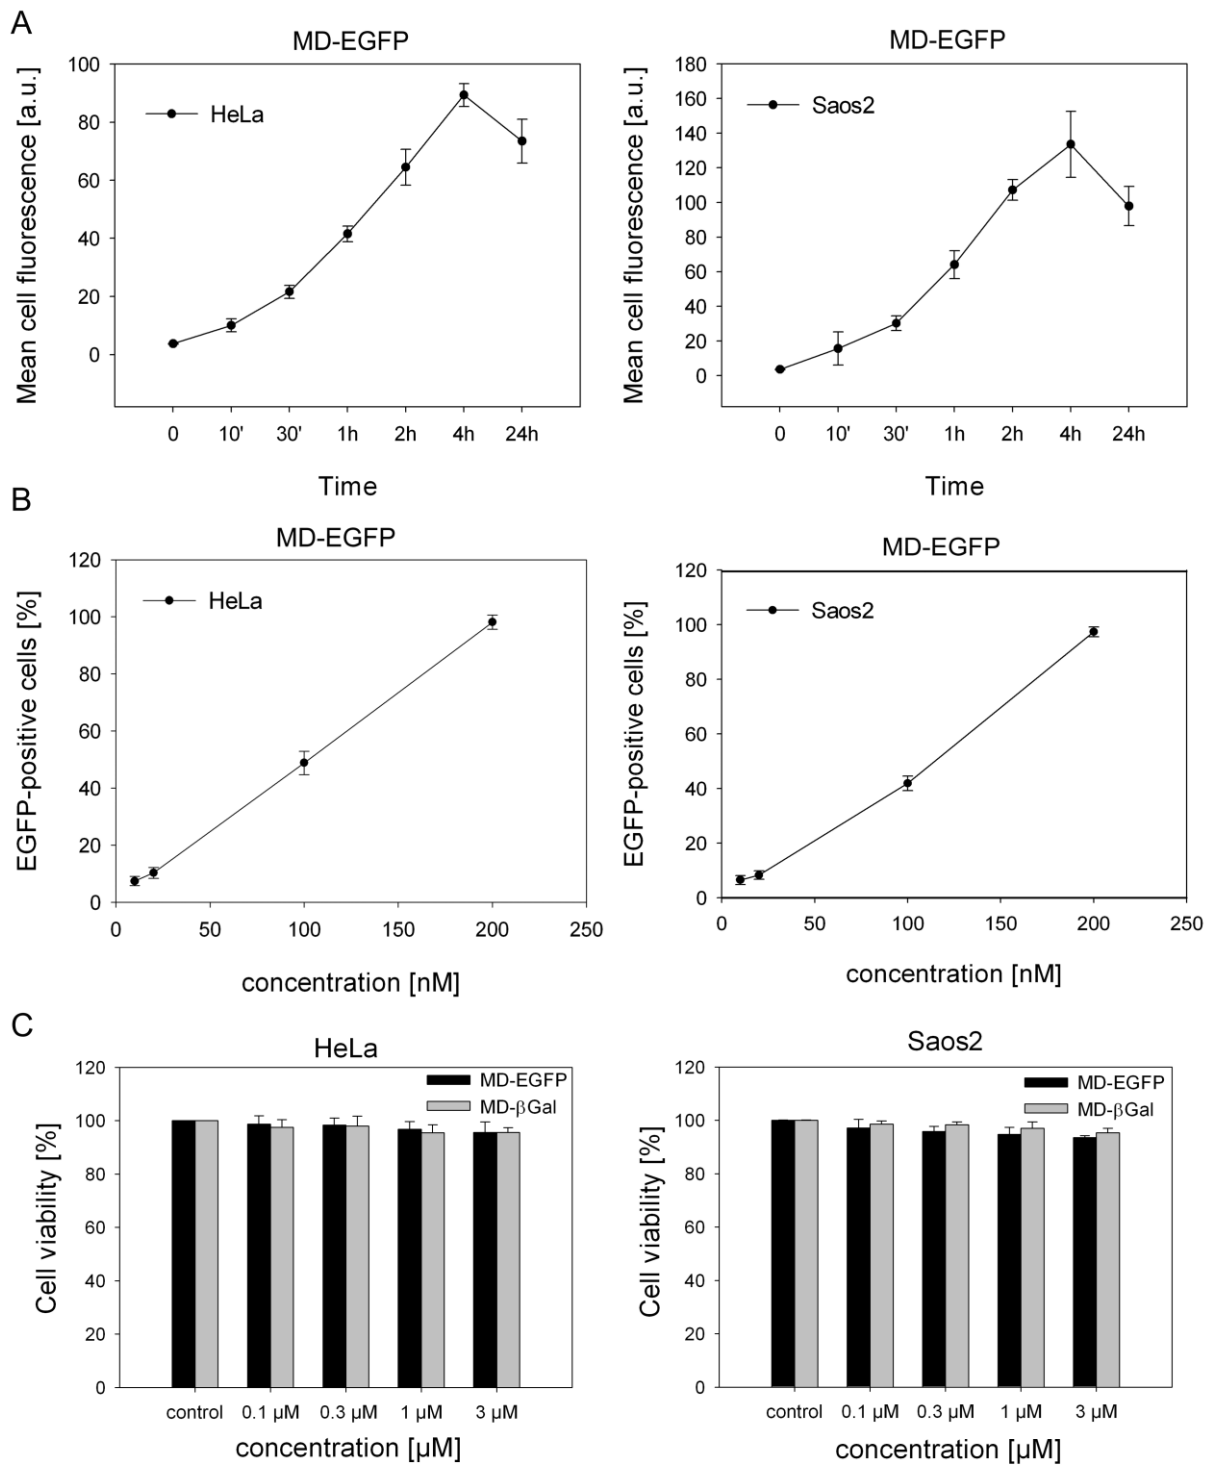 A
MD-EGFP
Mean cell fluorescence [a.u.]
100
80
60
40
20
0
HeLa
0 10' 30' 1h 2h 4h 24h
Time
MD-EGFP
Mean cell fluorescence [a.u.]
180
160
140
120
100
80
60
40
20
0
Saos2
0 10' 30' 1h 2h 4h 24h
Time
B
MD-EGFP
EGFP-positive cells [%]
120
100
80
60
40
20
0
HeLa
0 50 100 150 200 250
concentration [nM]
MD-EGFP
EGFP-positive cells [%]
120
100
80
60
40
20
0
Saos2
0 50 100 150 200 250
concentration [nM]
C
HeLa
Cell viability [%]
120
100
80
60
40
20
0
MD-EGFP
MD-βGal
control 0.1 µM 0.3 µM 1 µM 3 µM
concentration [µM]
Saos2
Cell viability [%]
120
100
80
60
40
20
0
MD-EGFP
MD-βGal
control 0.1 µM 0.3 µM 1 µM 3 µM
concentration [µM]